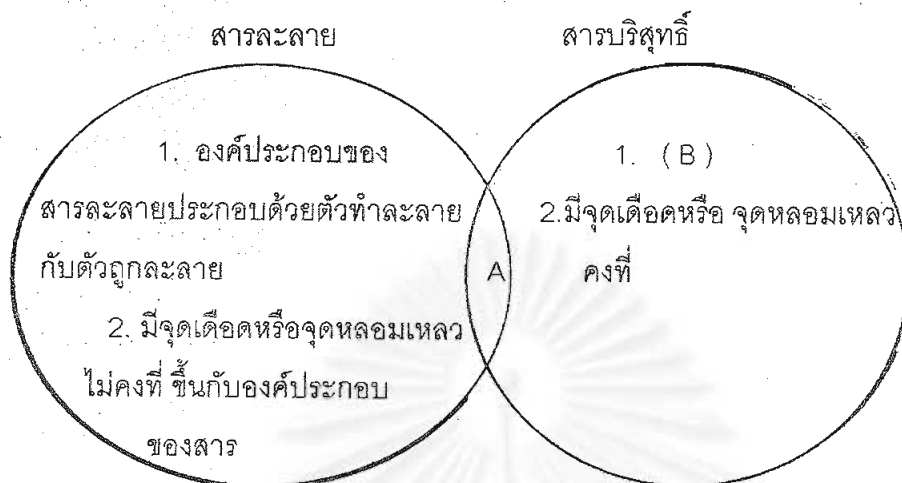 สารละลาย
สารบริสุทธิ์
1. องค์ประกอบของ
สารละลายประกอบด้วยตัวทำละลาย
กับตัวถูกละลาย
2. มีจุดเดือดหรือจุดหลอมเหลว
ไม่คงที่ ขึ้นกับองค์ประกอบ
ของสาร
A
1. (B)
2.มีจุดเดือดหรือ จุดหลอมเหลว
คงที่